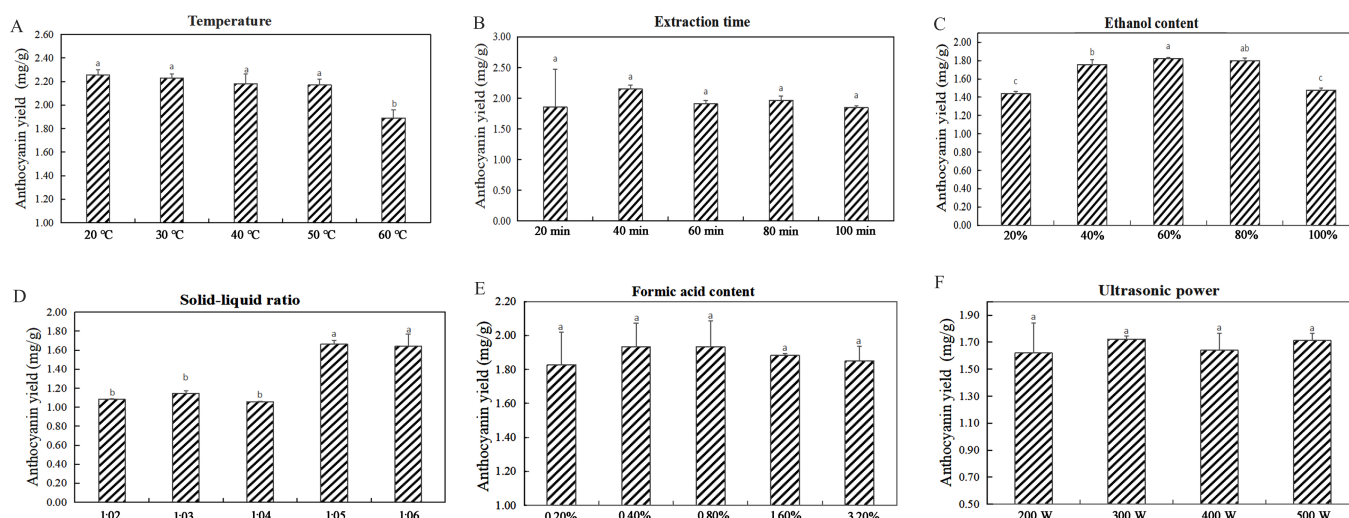 A
Temperature
Anthocyanin yield (mg/g)
2.60
2.40
2.20
2.00
1.80
1.60
1.40
1.20
1.00
a
a
a
a
b
20 ℃
30 ℃
40 ℃
50 ℃
60 ℃
B
Extraction time
Anthocyanin yield (mg/g)
3.00
2.50
2.00
1.50
1.00
0.50
0.00
a
a
a
a
a
20 min
40 min
60 min
80 min
100 min
C
Ethanol content
Anthocyanin yield (mg/g)
2.00
1.80
1.60
1.40
1.20
1.00
0.80
0.60
0.40
0.20
0.00
c
b
a
ab
c
20%
40%
60%
80%
100%
D
Solid-liquid ratio
Anthocyanin yield (mg/g)
2.00
1.80
1.60
1.40
1.20
1.00
0.80
0.60
0.40
0.20
0.00
b
b
b
a
a
1:02
1:03
1:04
1:05
1:06
E
Formic acid content
Anthocyanin yield (mg/g)
2.20
2.00
1.80
1.60
1.40
1.20
1.00
a
a
a
a
a
0.20%
0.40%
0.80%
1.60%
3.20%
F
Ultrasonic power
Anthocyanin yield (mg/g)
1.90
1.70
1.50
1.30
1.10
0.90
0.70
0.50
a
a
a
a
200 W
300 W
400 W
500 W